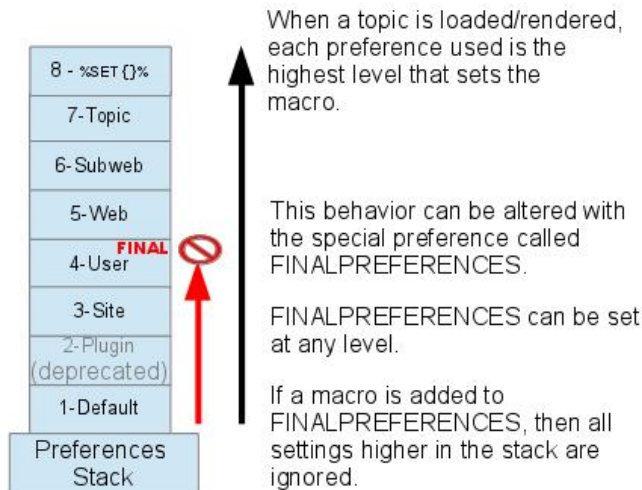 When a topic is loaded/rendered,
each preference used is the
highest level that sets the
macro.
8 - %SET{}%
7-Topic
6-Subweb
5-Web
This behavior can be altered with
the special preference called
FINALPREFERENCES.
FINAL
4-User
3-Site
FINALPREFERENCES can be set
at any level.
2-Plugin
(deprecated)
1-Default
If a macro is added to
FINALPREFERENCES, then all
settings higher in the stack are
ignored.
Preferences
Stack